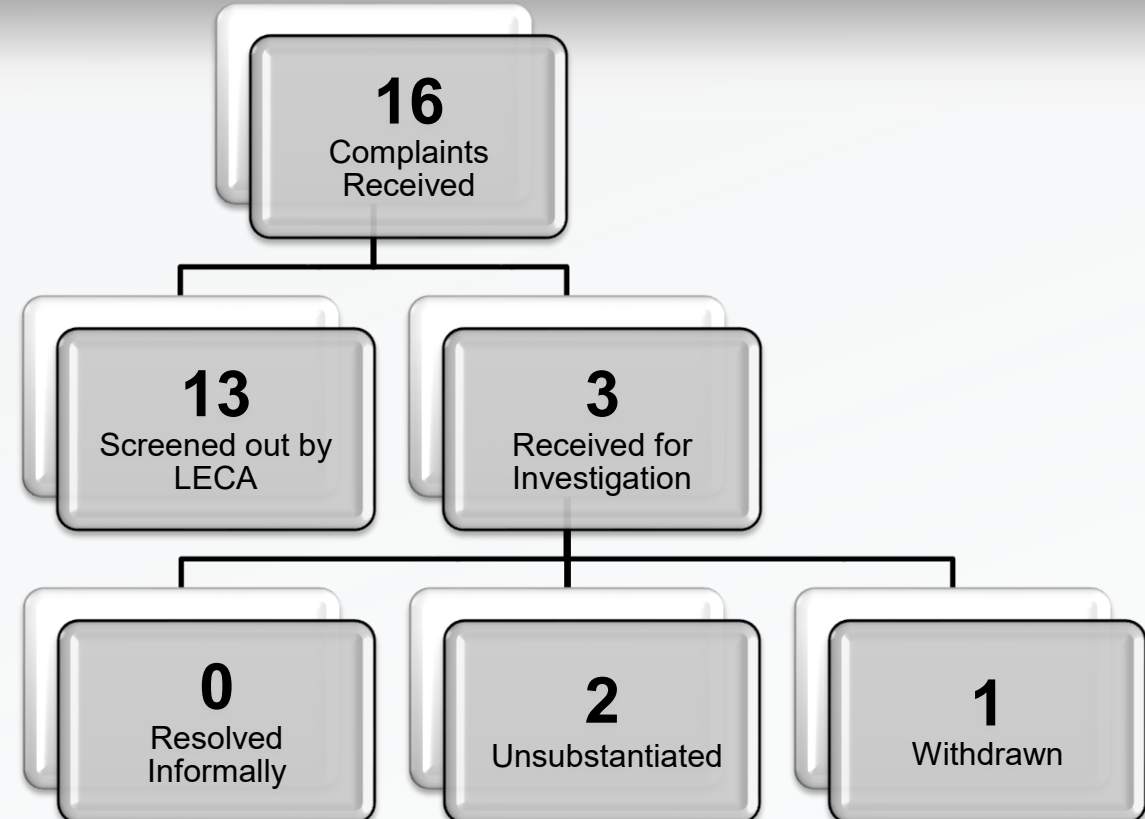 16
Complaints
Received
13
Screened out by
LECA
3
Received for
Investigation
0
Resolved
Informally
2
Unsubstantiated
1
Withdrawn